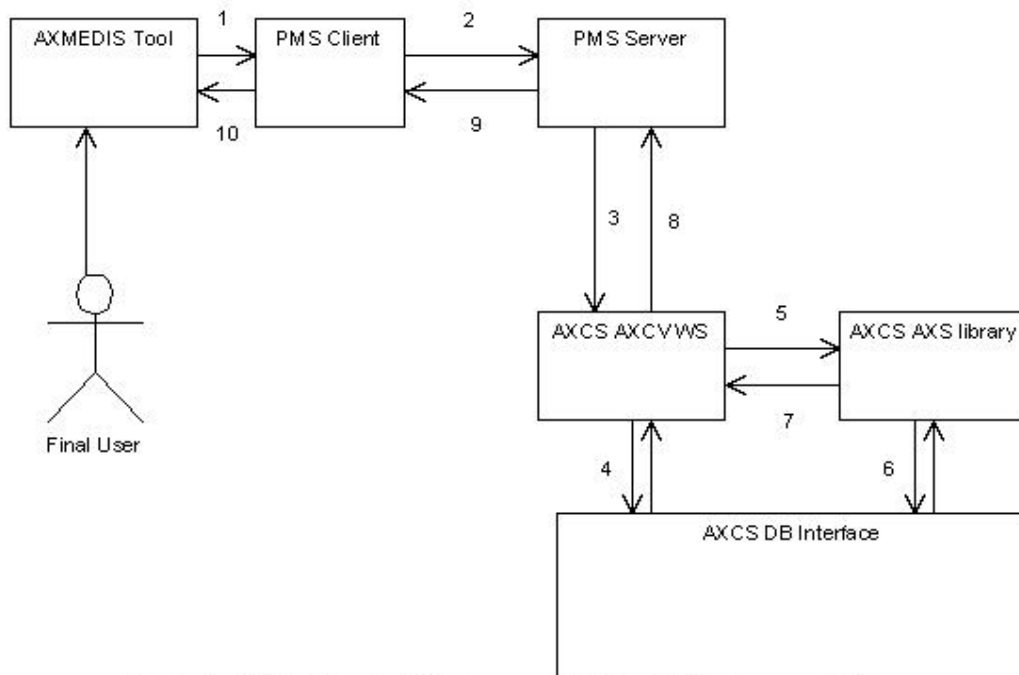 1
2
AXMEDIS Tool
PMS Client
PMS Server
10
9
3
8
AXCS AXCVWS
5
AXCS AXS library
7
Final User
4
6
AXCS DB Interface